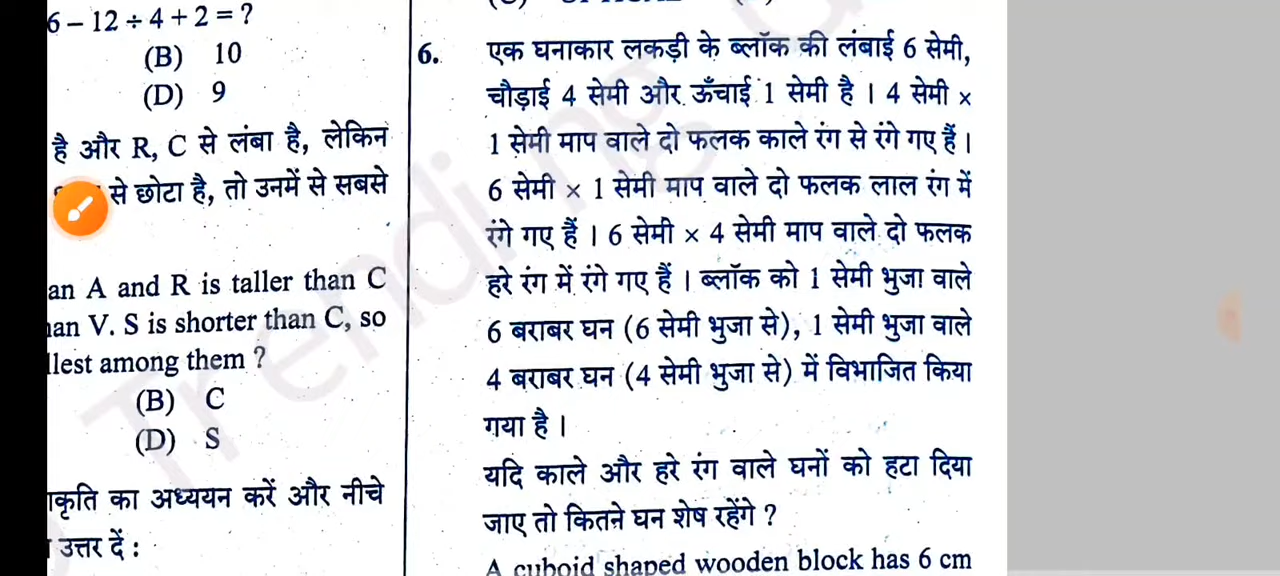 6 – 12 ÷ 4 + 2 = ?
(B) 10
(D) 9
है और R, C से लंबा है, लेकिन
से छोटा है, तो उनमें से सबसे
an A and R is taller than C
an V. S is shorter than C, so
llest among them ?
(B) C
(D) S
कृति का अध्ययन करें और नीचे
उत्तर दें :
6. एक घनाकार लकड़ी के ब्लॉक की लंबाई 6 सेमी,
चौड़ाई 4 सेमी और ऊँचाई 1 सेमी है । 4 सेमी ×
1 सेमी माप वाले दो फलक काले रंग से रंगे गए हैं ।
6 सेमी × 1 सेमी माप वाले दो फलक लाल रंग में
रंगे गए हैं । 6 सेमी × 4 सेमी माप वाले दो फलक
हरे रंग में रंगे गए हैं । ब्लॉक को 1 सेमी भुजा वाले
6 बराबर घन (6 सेमी भुजा से), 1 सेमी भुजा वाले
4 बराबर घन (4 सेमी भुजा से) में विभाजित किया
गया है ।
यदि काले और हरे रंग वाले घनों को हटा दिया
जाए तो कितने घन शेष रहेंगे ?
A cuboid shaped wooden block has 6 cm
Trending